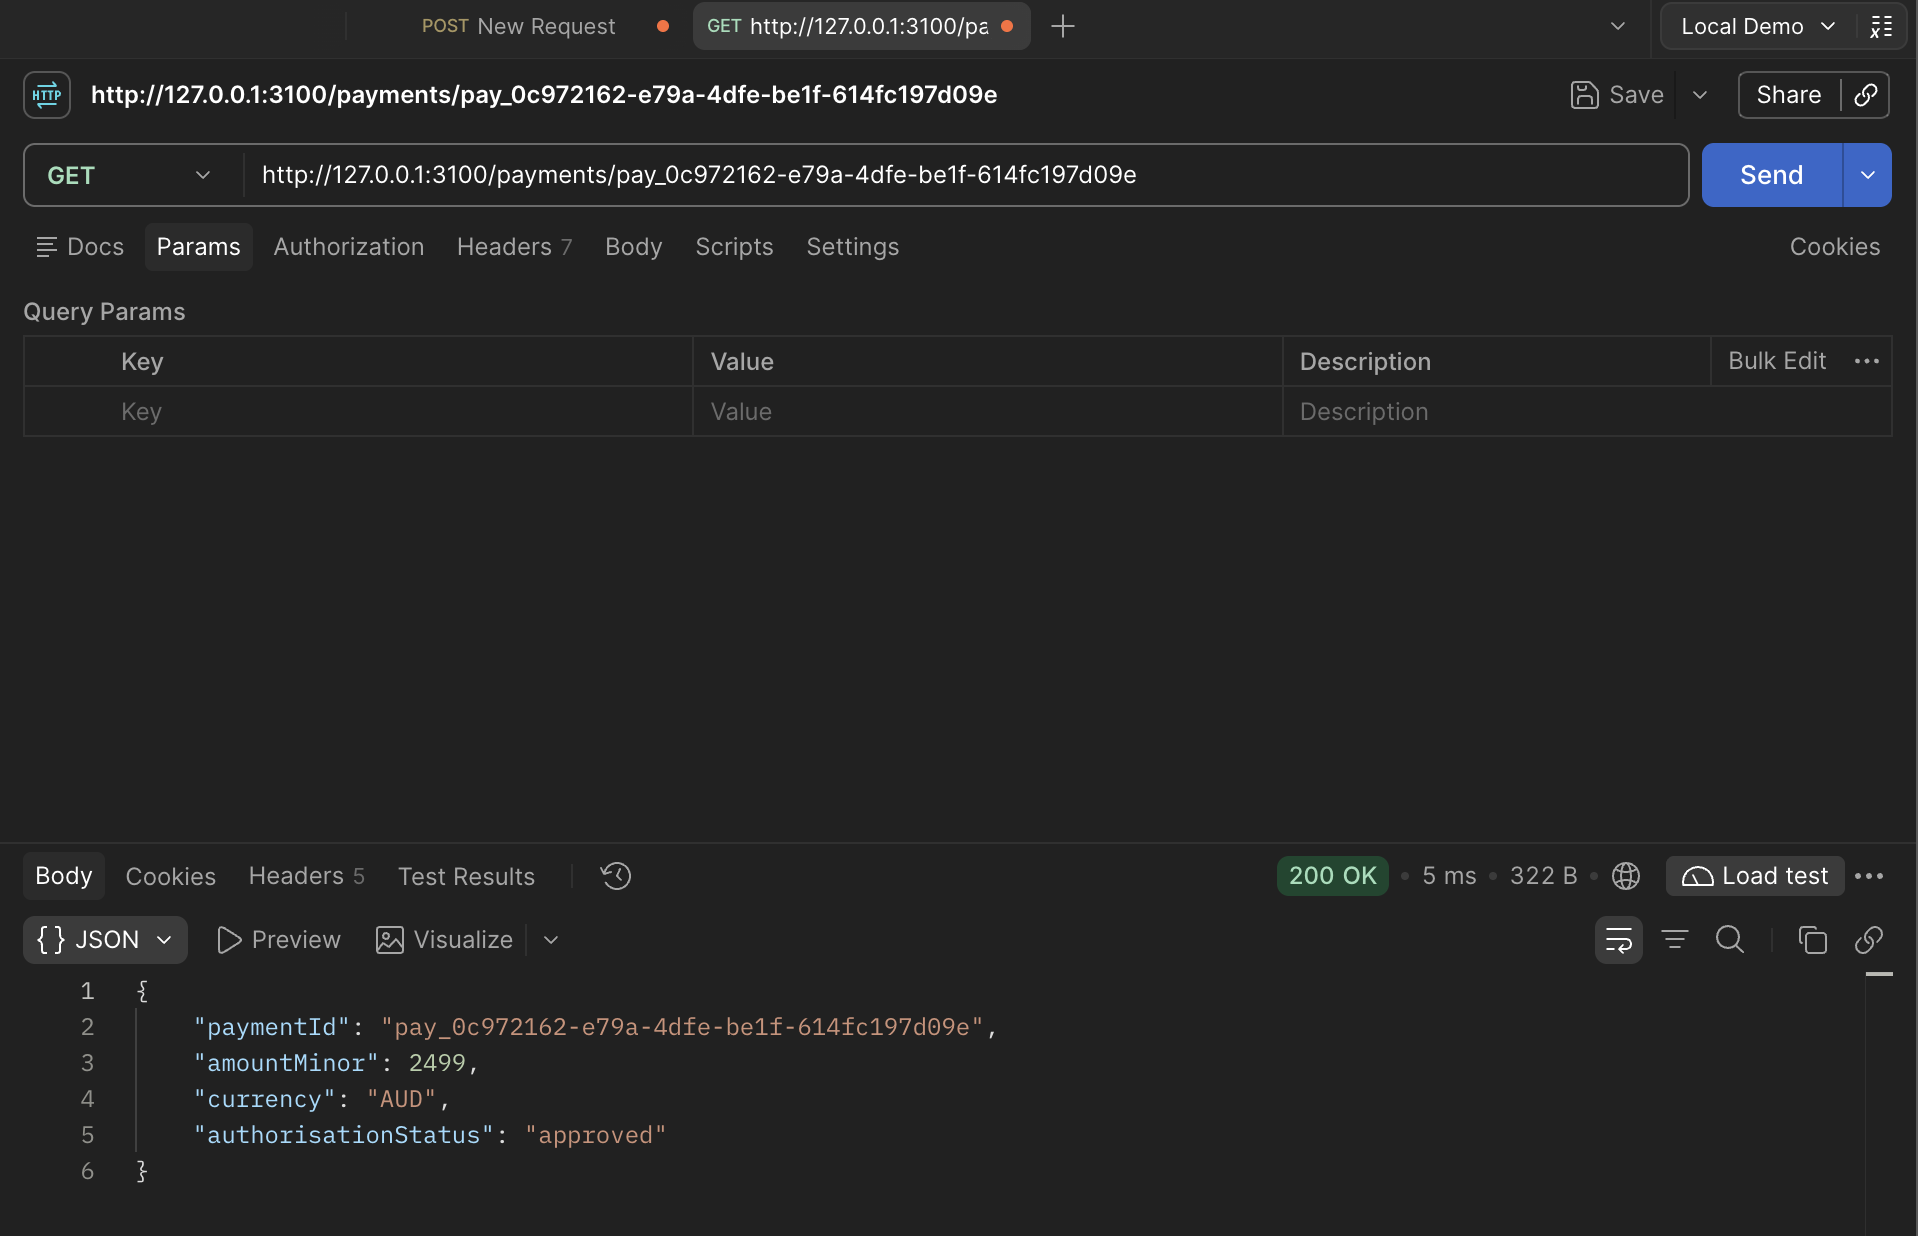 POST New Request
GET http://127.0.0.1:3100/pa
Local Demo
HTTP http://127.0.0.1:3100/payments/pay_0c972162-e79a-4dfe-be1f-614fc197d09e
Save
Share
GET http://127.0.0.1:3100/payments/pay_0c972162-e79a-4dfe-be1f-614fc197d09e
Send
Docs Params Authorization Headers 7 Body Scripts Settings Cookies
Query Params
Key Value Description Bulk Edit
Key Value Description
Body Cookies Headers 5 Test Results 200 OK • 5 ms • 322 B • Load test
{} JSON Preview Visualize
1 {
2 "paymentId": "pay_0c972162-e79a-4dfe-be1f-614fc197d09e",
3 "amountMinor": 2499,
4 "currency": "AUD",
5 "authorisationStatus": "approved"
6 }